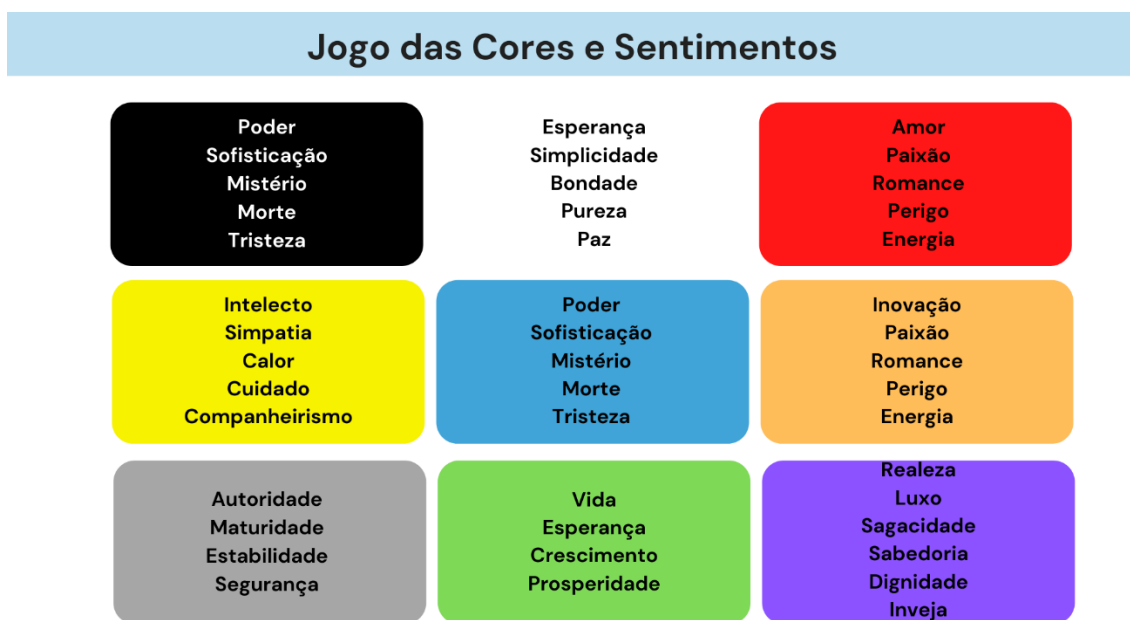 Jogo das Cores e Sentimentos
Poder
Sofisticação
Mistério
Morte
Tristeza
Esperança
Simplicidade
Bondade
Pureza
Paz
Amor
Paixão
Romance
Perigo
Energia
Intelecto
Simpatia
Calor
Cuidado
Companheirismo
Poder
Sofisticação
Mistério
Morte
Tristeza
Inovação
Paixão
Romance
Perigo
Energia
Autoridade
Maturidade
Estabilidade
Segurança
Vida
Esperança
Crescimento
Prosperidade
Realeza
Luxo
Sagacidade
Sabedoria
Dignidade
Inveja